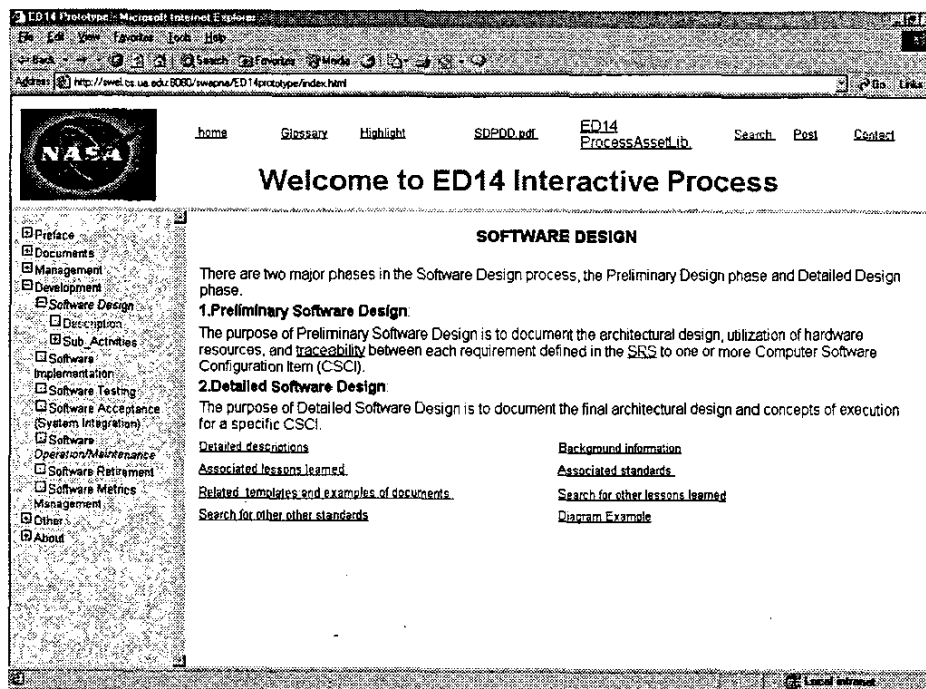 ED14 Prototype - Microsoft Internet Explorer
File Edit View Favorites Tools Help
Back Search Favorites Media
Address http://swel.cs.ua.edu:8080/swapna/ED14prototype/index.html Go Links
NASA
home Glossary Highlight SDPDD.pdf ED14 ProcessAssetLib. Search Post Contact
Welcome to ED14 Interactive Process
Preface
Documents
Management
Development
Software Design
Description
Sub_Activities
Software
Implementation
Software Testing
Software Acceptance
(System Integration)
Software
Operation/Maintenance
Software Retirement
Software Metrics
Management
Other
About
SOFTWARE DESIGN
There are two major phases in the Software Design process, the Preliminary Design phase and Detailed Design
phase.
1.Preliminary Software Design:
The purpose of Preliminary Software Design is to document the architectural design, utilization of hardware
resources, and traceability between each requirement defined in the SRS to one or more Computer Software
Configuration Item (CSCI).
2.Detailed Software Design:
The purpose of Detailed Software Design is to document the final architectural design and concepts of execution
for a specific CSCI.
Detailed descriptions Background information
Associated lessons learned Associated standards
Related templates and examples of documents Search for other lessons learned
Search for other other standards Diagram Example
Local intranet